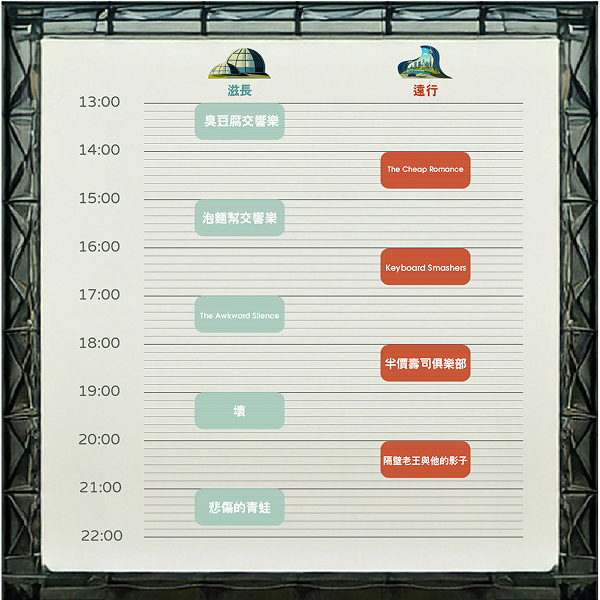 滋長
遠行
13:00
臭豆腐交響樂
14:00
The Cheap Romance
15:00
泡麵幫交響樂
16:00
Keyboard Smashers
17:00
The Awkward Silence
18:00
半價壽司俱樂部
19:00
壞
20:00
隔壁老王與他的影子
21:00
悲傷的青蛙
22:00